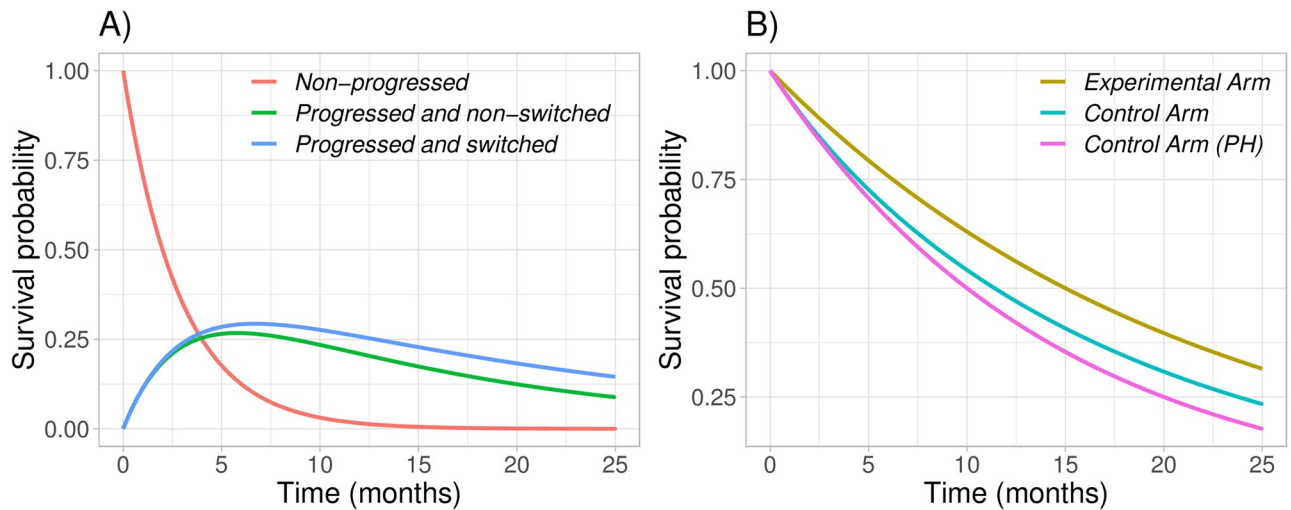 A)
Survival probability
1.00
0.75
0.50
0.25
0.00
Non−progressed
Progressed and non−switched
Progressed and switched
0 5 10 15 20 25
Time (months)
B)
Survival probability
1.00
0.75
0.50
0.25
Experimental Arm
Control Arm
Control Arm (PH)
0 5 10 15 20 25
Time (months)